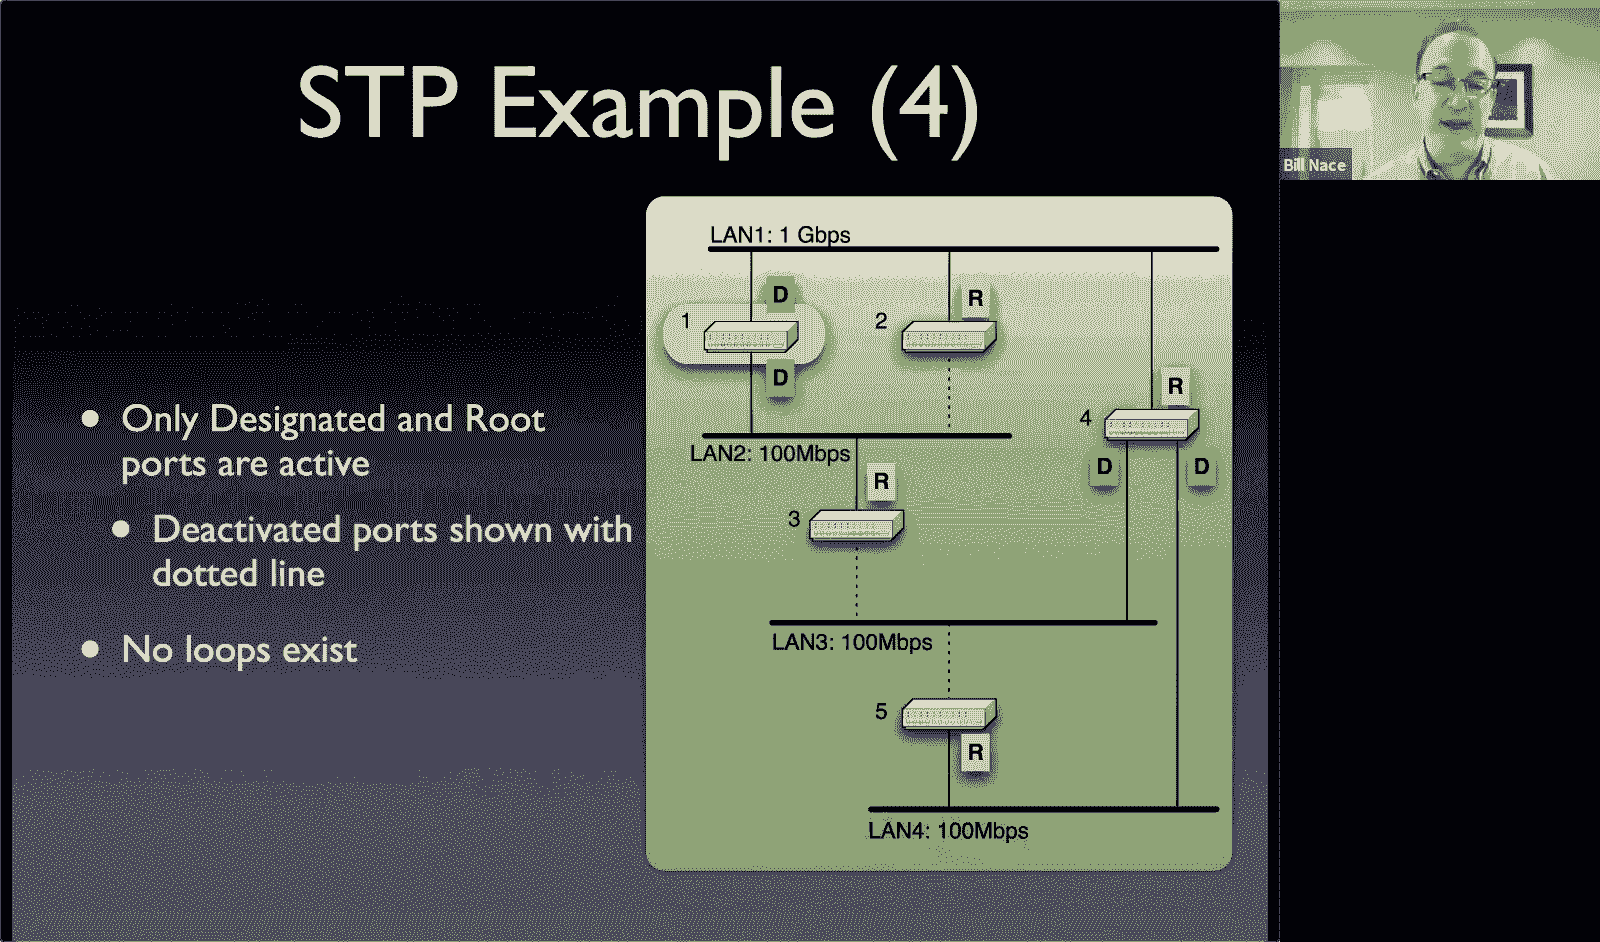 STP Example (4)
Bill Nace
Only Designated and Root
ports are active
Deactivated ports shown with
dotted line
No loops exist
LAN1: 1 Gbps
D
1
D
2
R
R
4
D
D
LAN2: 100Mbps
R
3
LAN3: 100Mbps
5
R
LAN4: 100Mbps